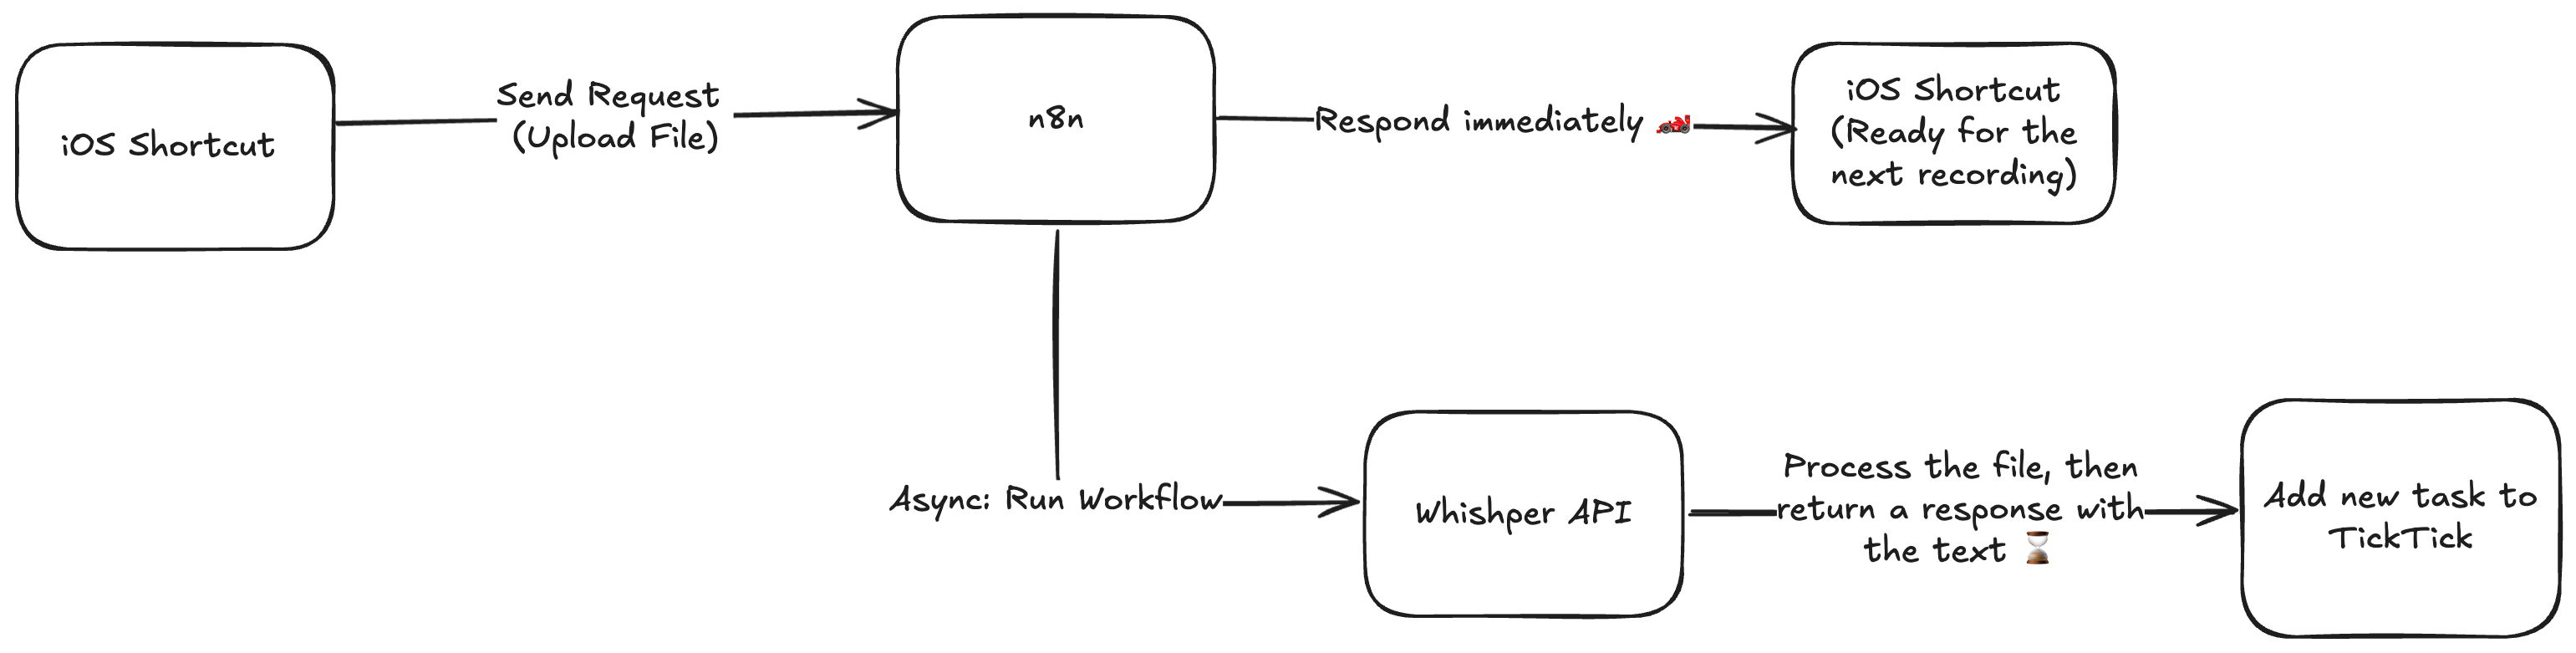 iOS Shortcut
Send Request
(Upload File)
n8n
Respond immediately 🏎️
iOS Shortcut
(Ready for the
next recording)
Async: Run Workflow
Whishper API
Process the file, then
return a response with
the text ⏳
Add new task to
TickTick